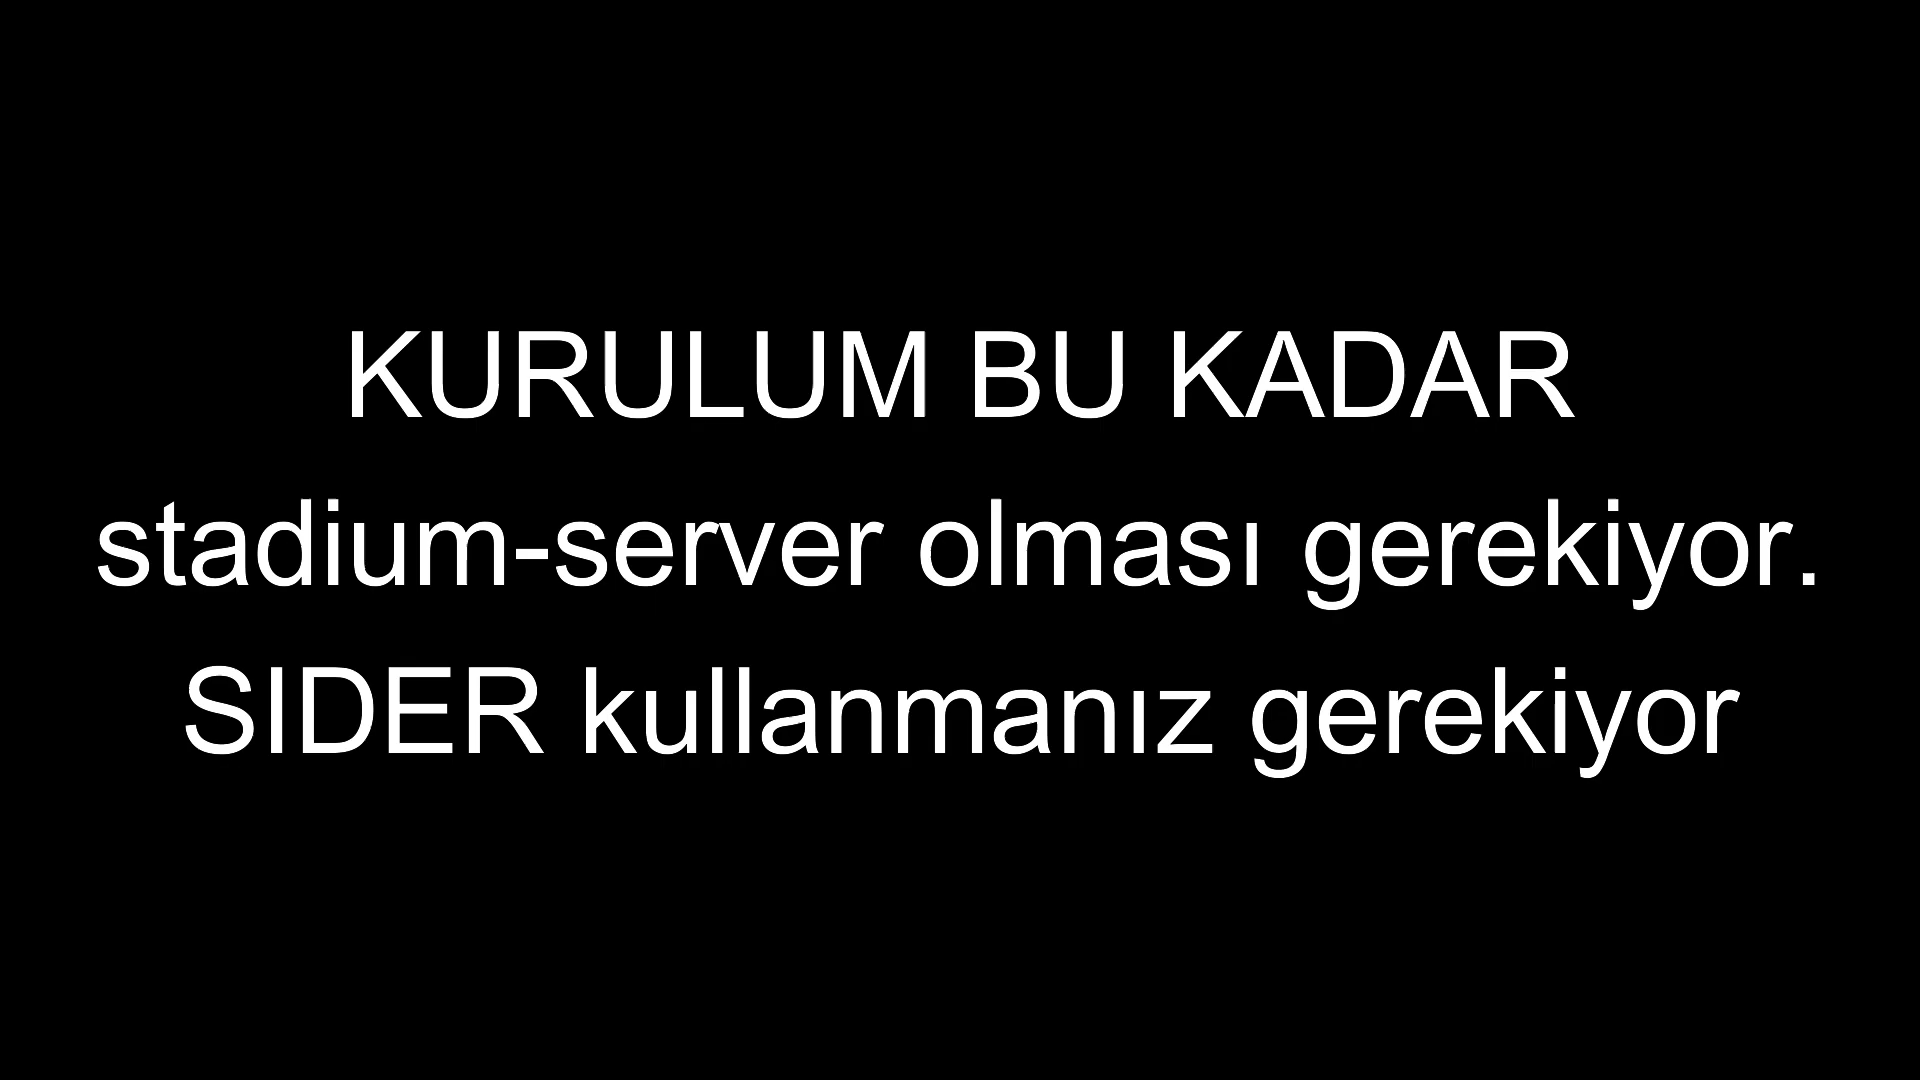 KURULUM BU KADAR
stadium-server olması gerekiyor.
SIDER kullanmanız gerekiyor